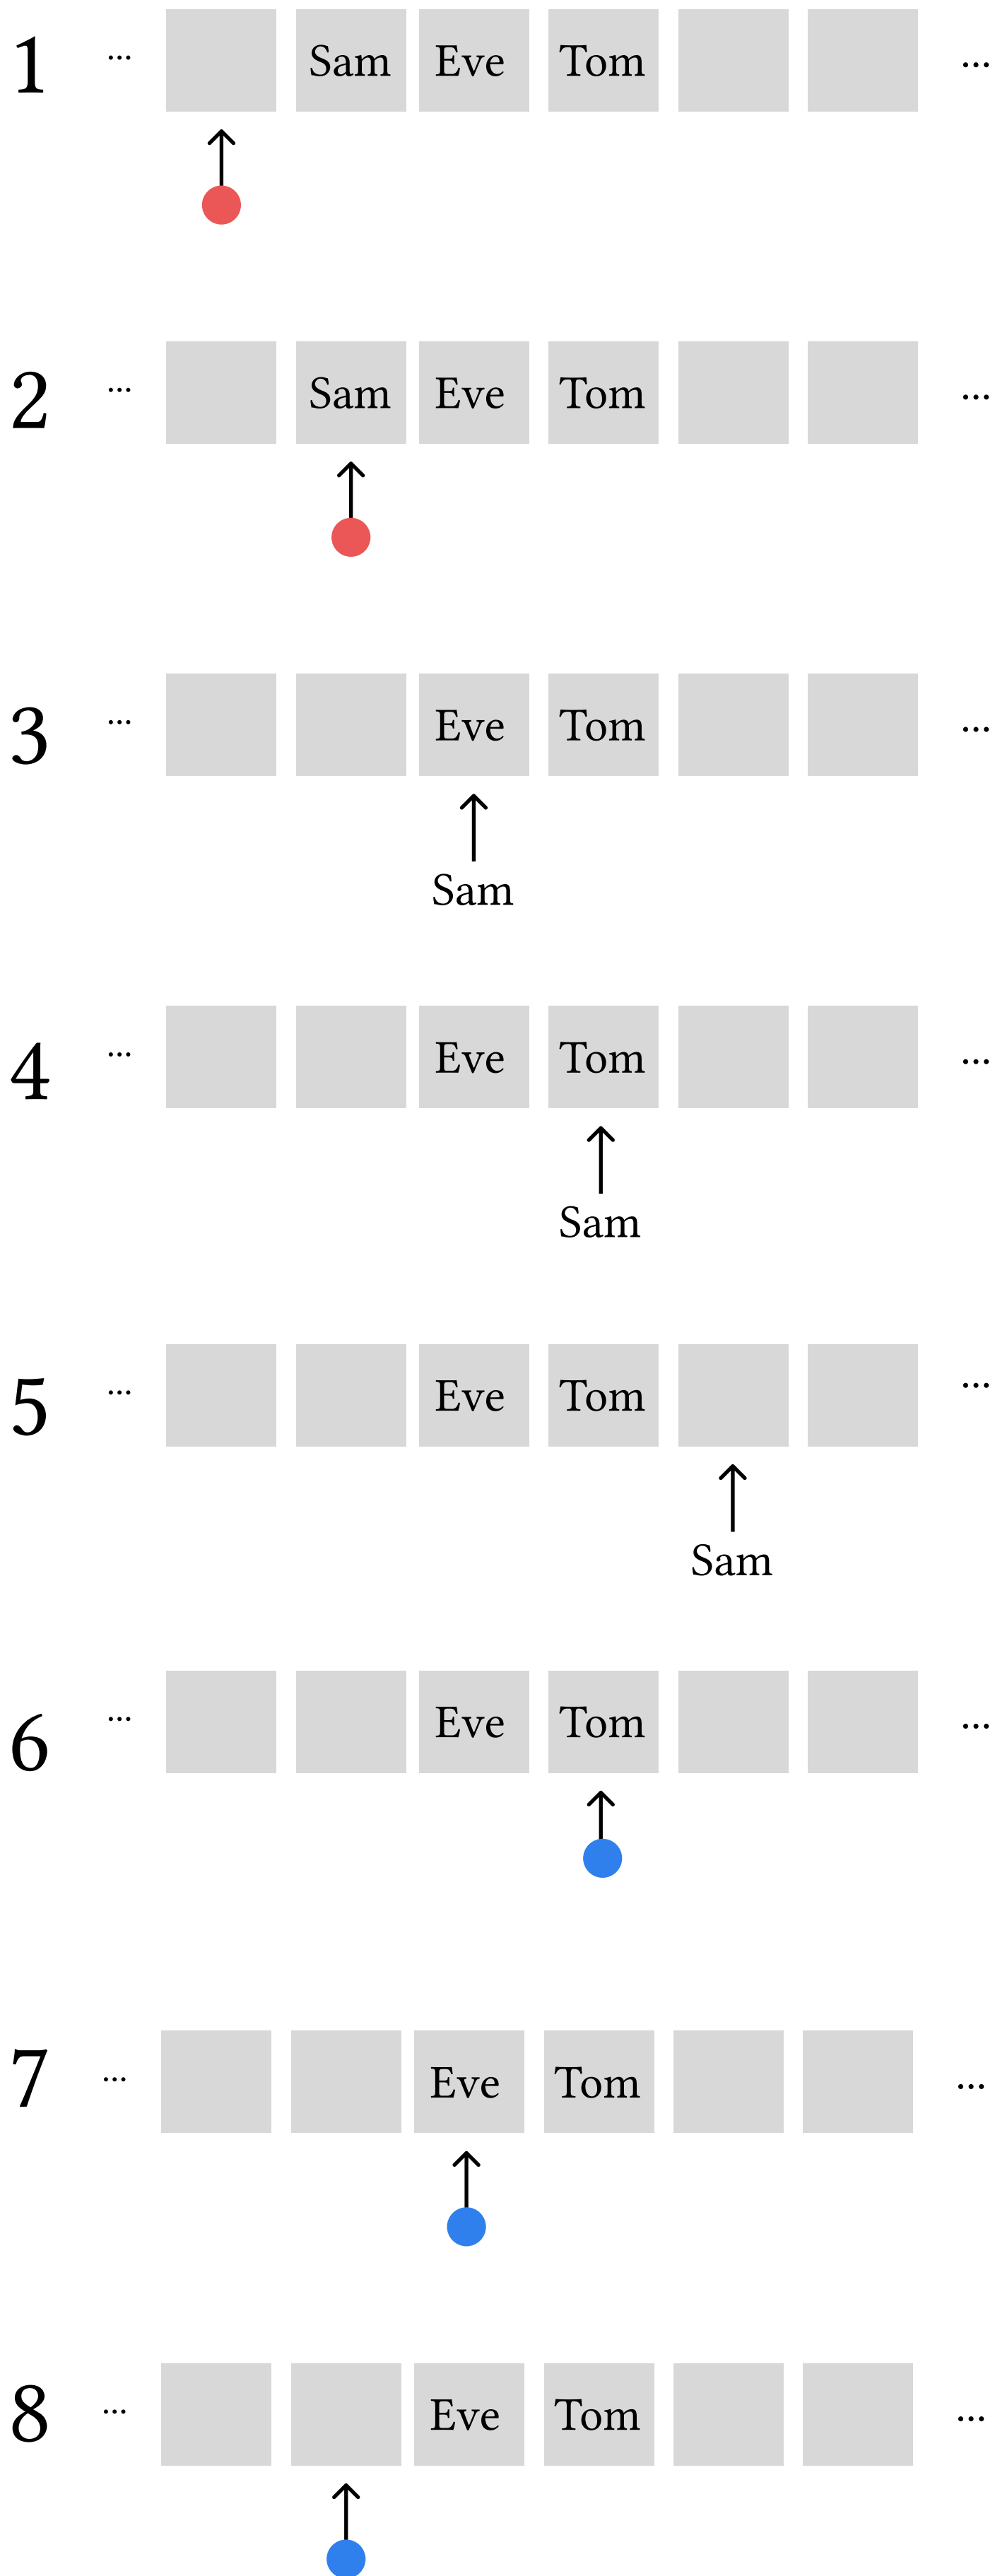 1 ... Sam Eve Tom ...
2 ... Sam Eve Tom ...
3 ... Eve Tom ...
Sam
4 ... Eve Tom ...
Sam
5 ... Eve Tom ...
Sam
6 ... Eve Tom ...
7 ... Eve Tom ...
8 ... Eve Tom ...